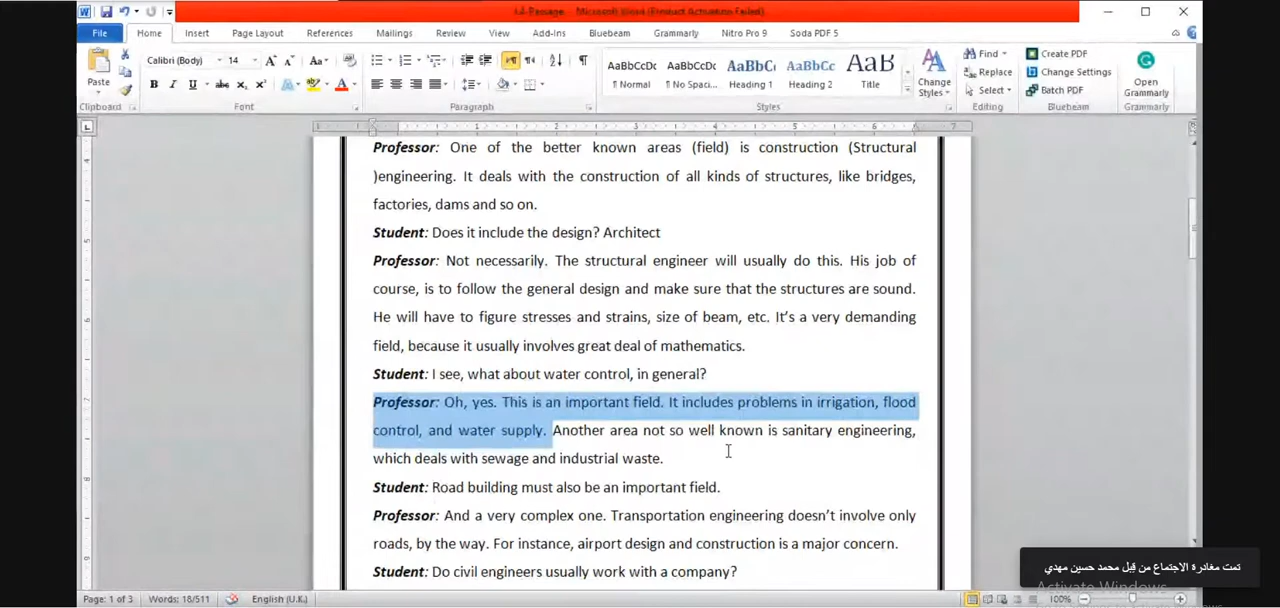 U4-Passage - Microsoft Word (Product Activation Failed)
File Home Insert Page Layout References Mailings Review View Add-Ins Bluebeam Grammarly Nitro Pro 9 Soda PDF 5
Calibri (Body) 14
Paste
Clipboard Font Paragraph Styles Editing Bluebeam Grammarly
AaBbCcDc AaBbCcDc AaBbC AaBbCc AaB
¶ Normal ¶ No Spaci... Heading 1 Heading 2 Title
Change Styles
Find
Replace
Select
Create PDF
Change Settings
Batch PDF
Open Grammarly
Professor: One of the better known areas (field) is construction (Structural
)engineering. It deals with the construction of all kinds of structures, like bridges,
factories, dams and so on.
Student: Does it include the design? Architect
Professor: Not necessarily. The structural engineer will usually do this. His job of
course, is to follow the general design and make sure that the structures are sound.
He will have to figure stresses and strains, size of beam, etc. It's a very demanding
field, because it usually involves great deal of mathematics.
Student: I see, what about water control, in general?
Professor: Oh, yes. This is an important field. It includes problems in irrigation, flood
control, and water supply. Another area not so well known is sanitary engineering,
which deals with sewage and industrial waste.
Student: Road building must also be an important field.
Professor: And a very complex one. Transportation engineering doesn't involve only
roads, by the way. For instance, airport design and construction is a major concern.
Student: Do civil engineers usually work with a company?
تمت مغادرة الاجتماع من قِبل محمد حسين مهدي
Activate Windows
Page: 1 of 3 Words: 18/511 English (U.K.) 100%